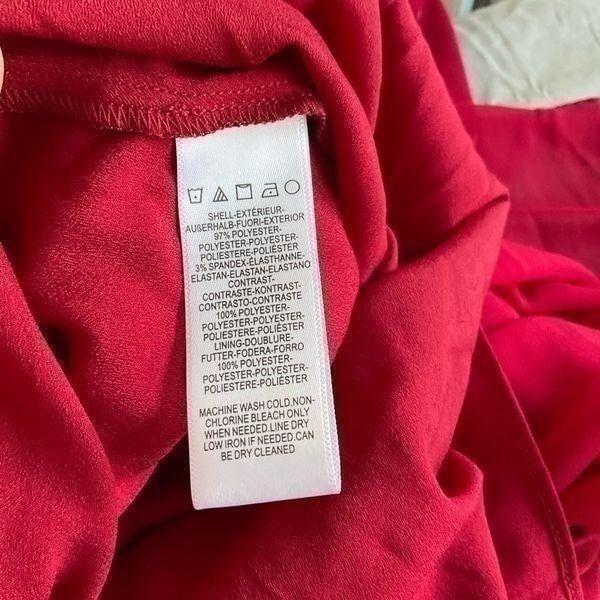 SHELL-EXTÉRIEUR-
AUßERHALB-FUORI-EXTERIOR
97% POLYESTER-
POLYESTER-POLYESTER-
POLIESTERE-POLIÉSTER
3% SPANDEX-ÉLASTHANNE-
ELASTAN-ELASTAN-ELASTANO
CONTRAST-
CONTRASTE-KONTRAST-
CONTRASTO-CONTRASTE
100% POLYESTER-
POLYESTER-POLYESTER-
POLIESTERE-POLIÉSTER
LINING-DOUBLURE-
FUTTER-FODERA-FORRO
100% POLYESTER-
POLYESTER-POLYESTER-
POLIESTERE-POLIÉSTER
MACHINE WASH COLD.NON-
CHLORINE BLEACH ONLY
WHEN NEEDED.LINE DRY
LOW IRON IF NEEDED.CAN
BE DRY CLEANED